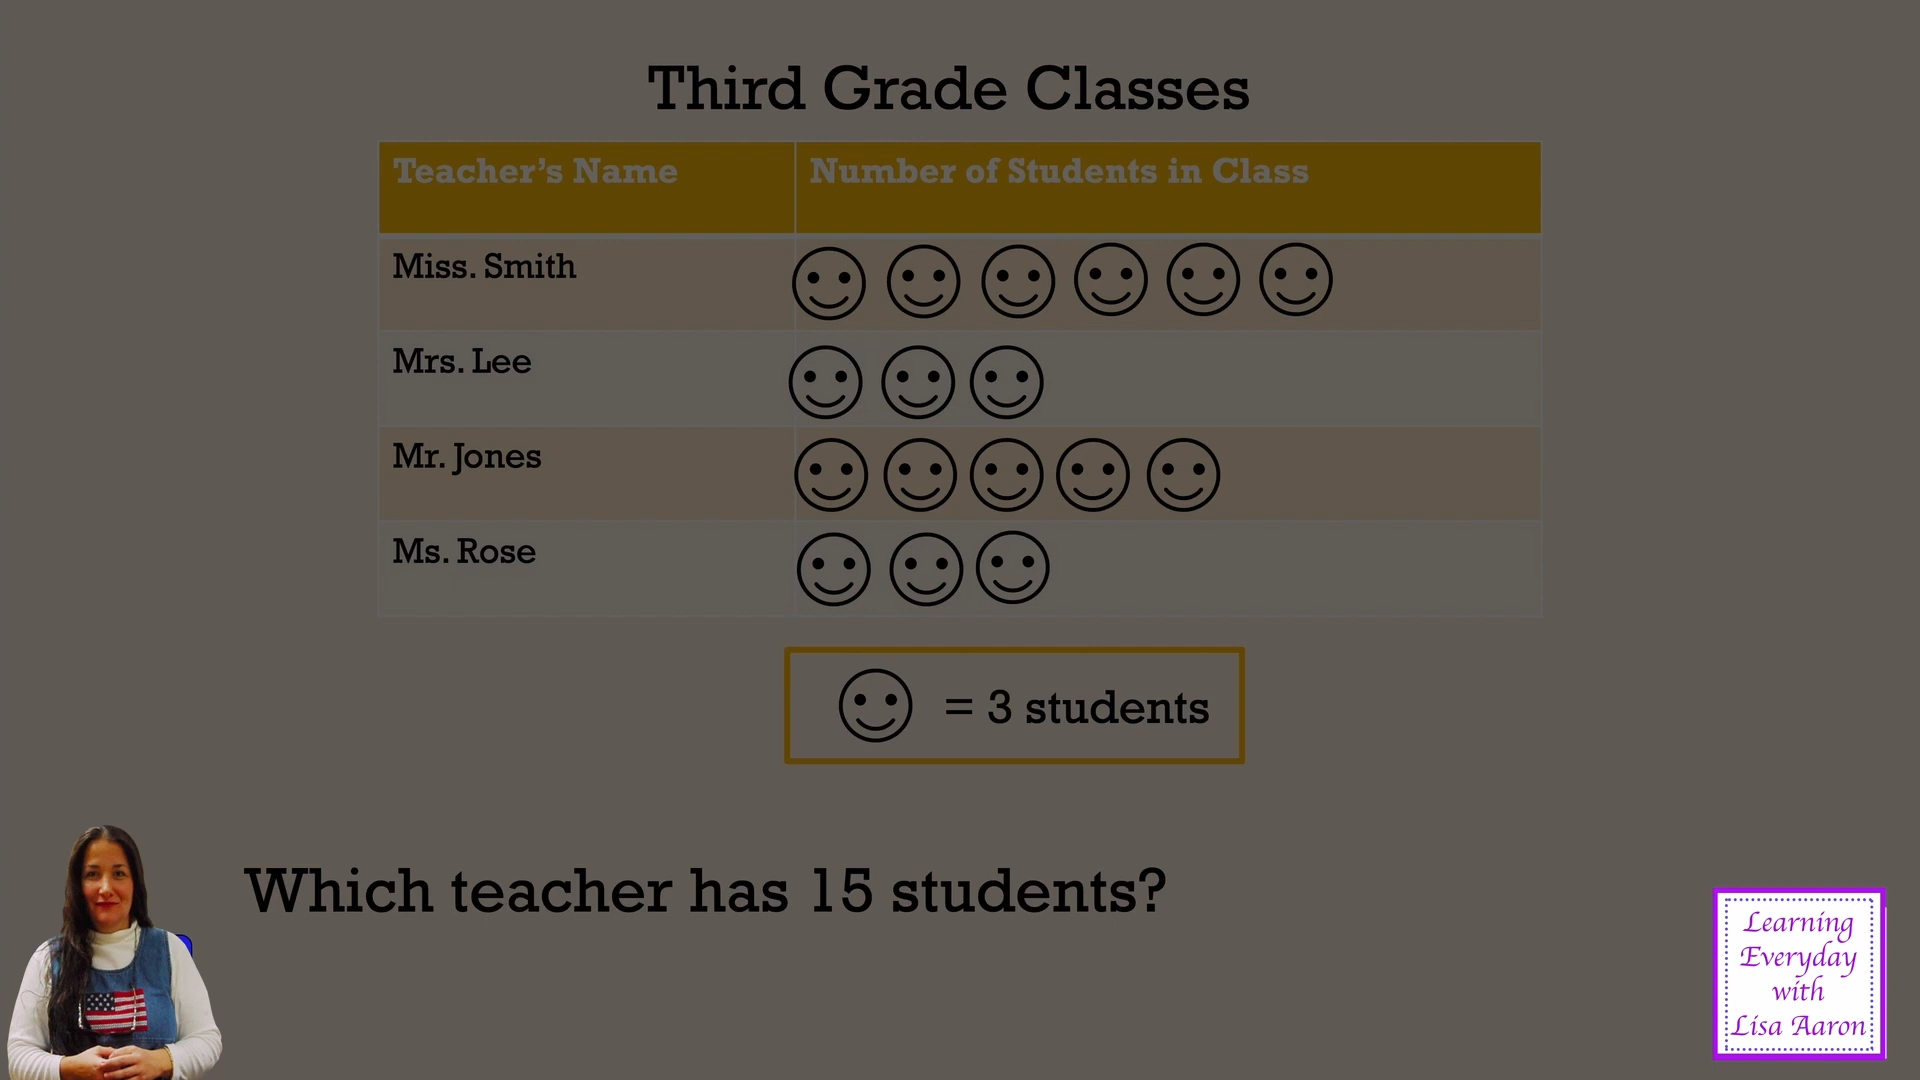 Third Grade Classes
Teacher’s Name Number of Students in Class
Miss. Smith
Mrs. Lee
Mr. Jones
Ms. Rose
= 3 students
Which teacher has 15 students?
Learning
Everyday
with
Lisa Aaron